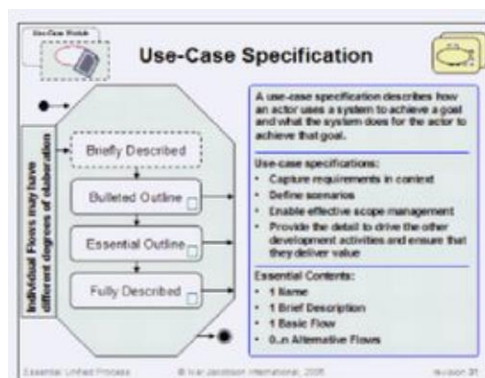 Use-Case Module
Use-Case Specification
Individual Flows may have
different degrees of elaboration
Briefly Described
Bulleted Outline
Essential Outline
Fully Described
A use-case specification describes how
an actor uses a system to achieve a goal
and what the system does for the actor to
achieve that goal.
Use-case specifications:
• Capture requirements in context
• Define scenarios
• Enable effective scope management
• Provide the detail to drive the other
development activities and ensure that
they deliver value
Essential Contents:
• 1 Name
• 1 Brief Description
• 1 Basic Flow
• 0..n Alternative Flows
Essential Unified Process
© Ivar Jacobson International, 2005
revision